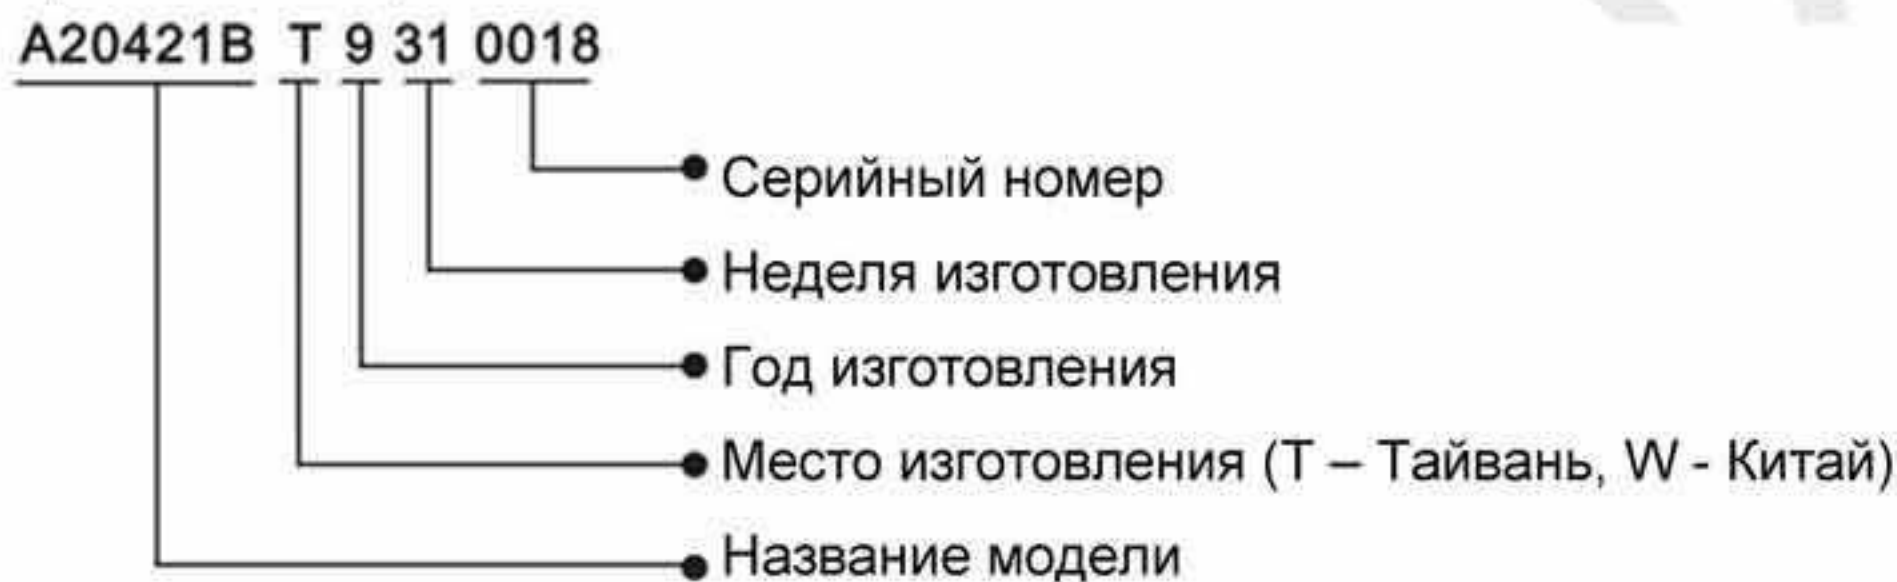 A20421B T 9 31 0018
Серийный номер
Неделя изготовления
Год изготовления
Место изготовления (Т – Тайвань, W - Китай)
Название модели